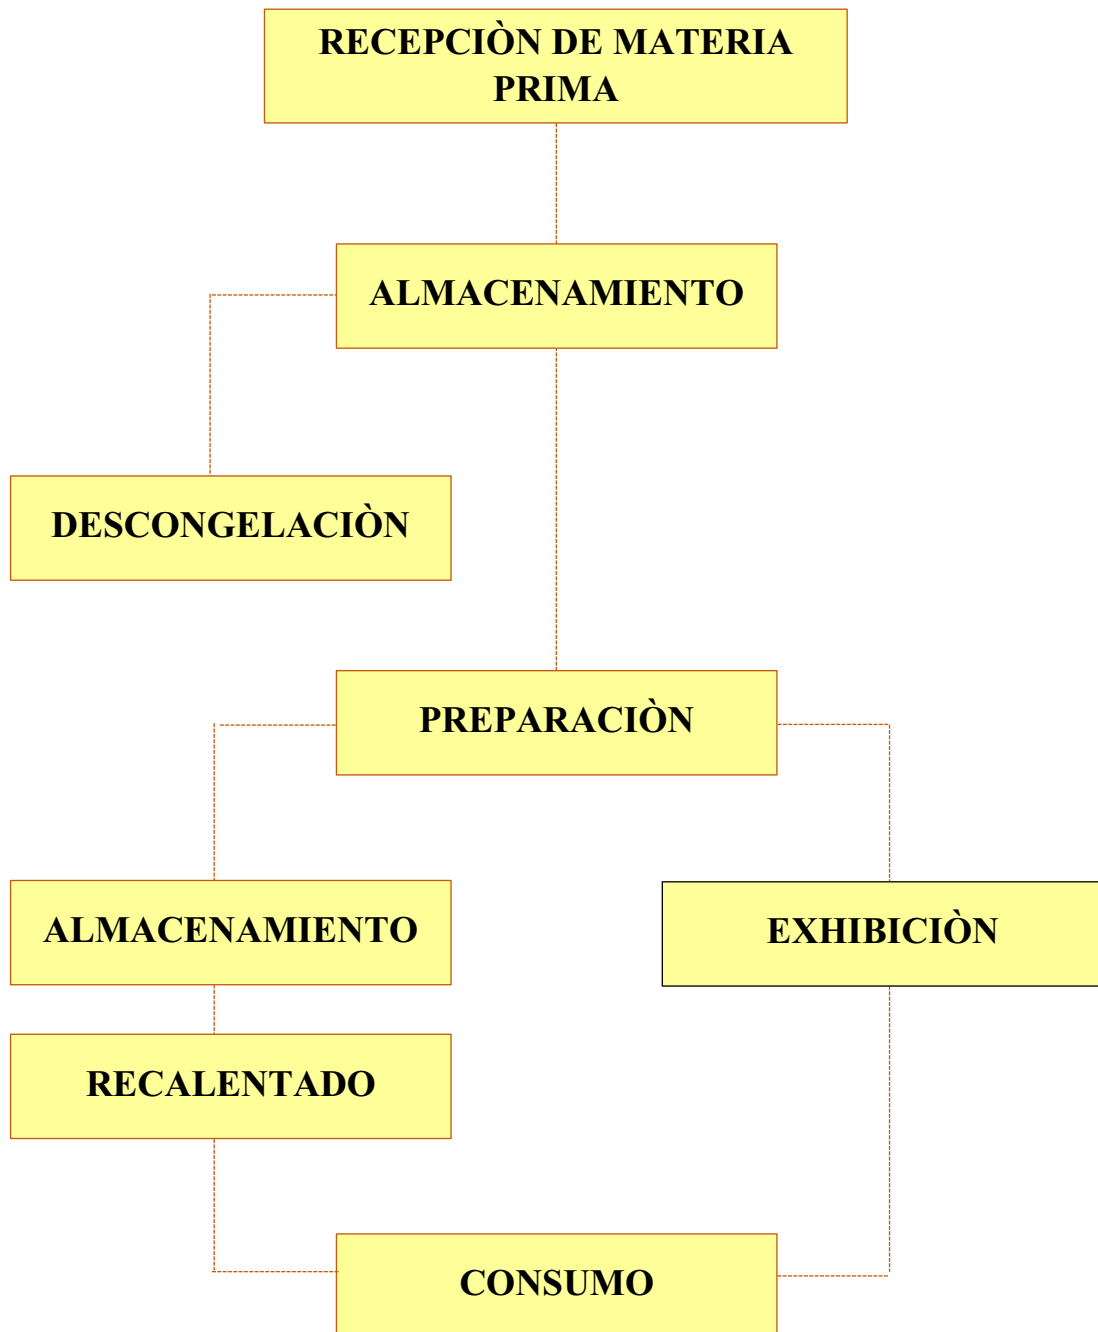 RECEPCIÒN DE MATERIA
PRIMA
ALMACENAMIENTO
DESCONGELACIÒN
PREPARACIÒN
ALMACENAMIENTO
EXHIBICIÒN
RECALENTADO
CONSUMO